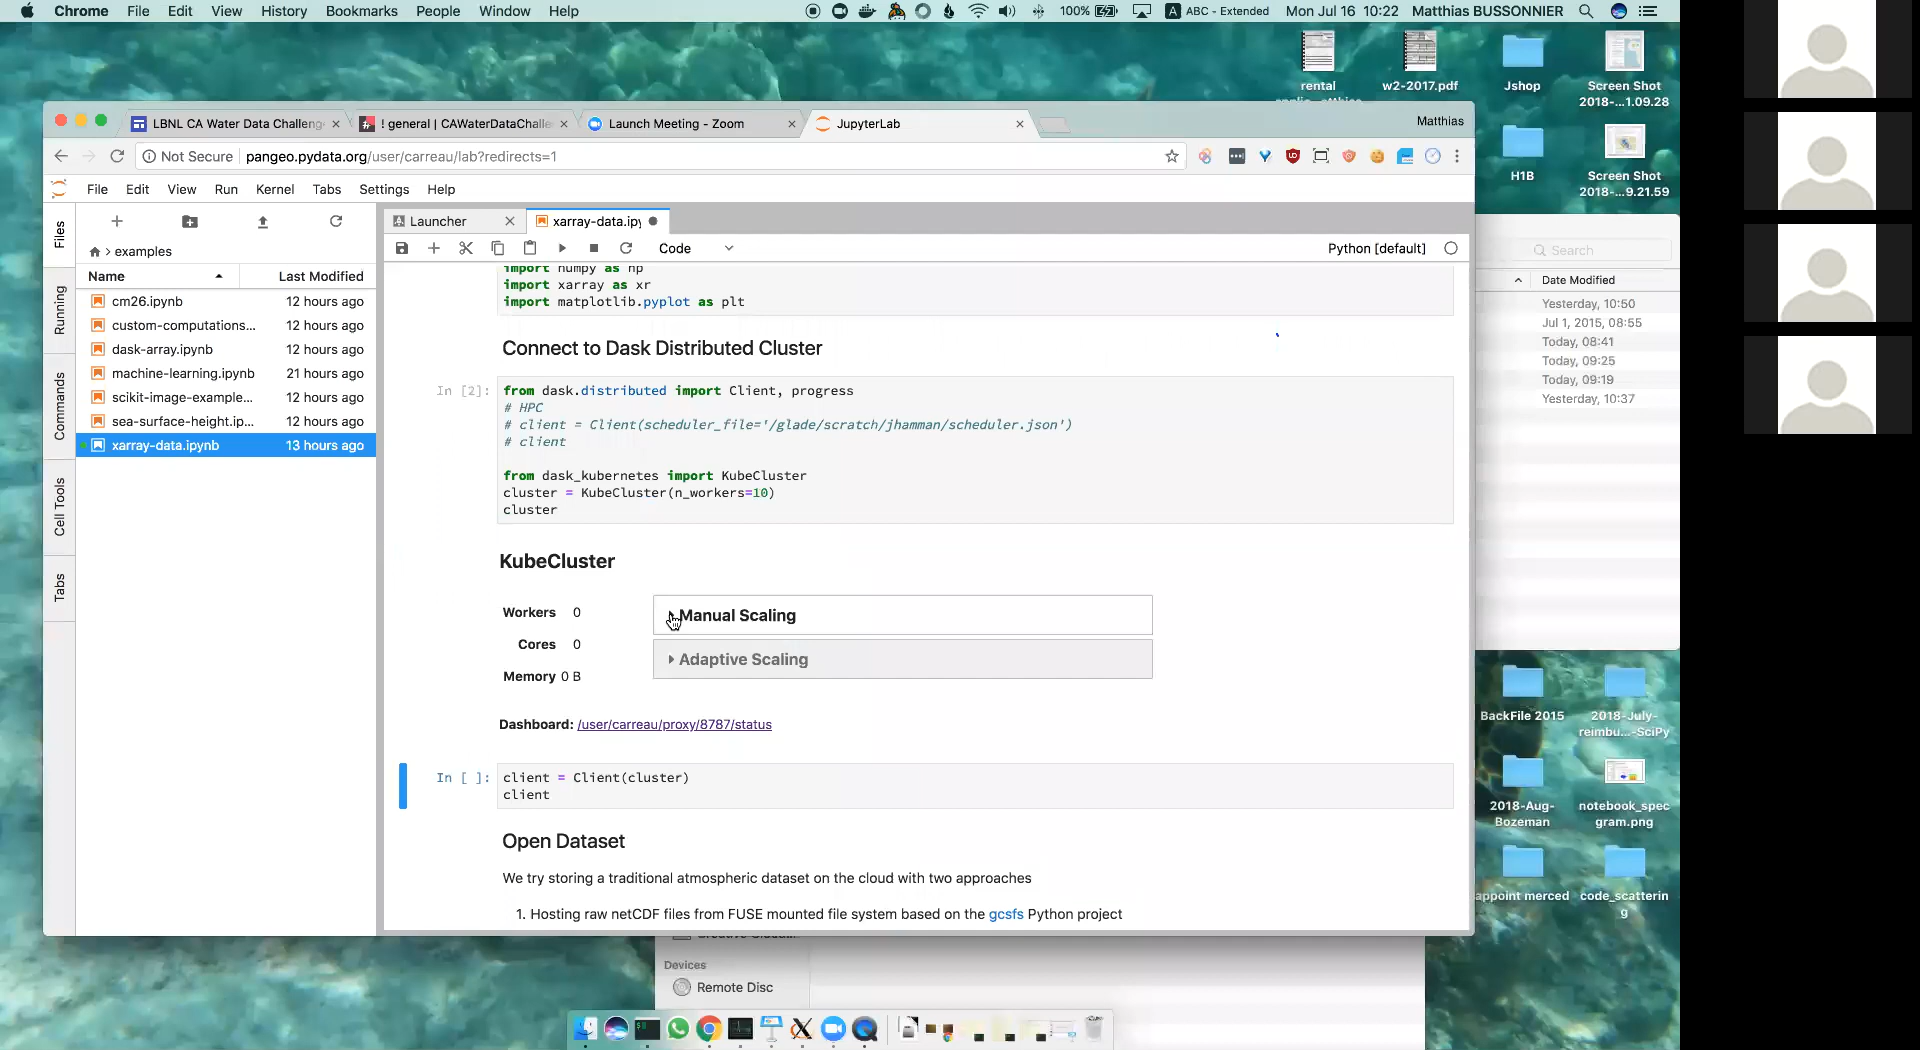 Chrome File Edit View History Bookmarks People Window Help
100% ABC - Extended Mon Jul 16 10:22 Matthias BUSSONNIER
rental
w2-2017.pdf
Jshop
Screen Shot
2018-...1.09.28
H1B
Screen Shot
2018-...9.21.59
LBNL CA Water Data Challeng
! general | CAWaterDataChalle
Launch Meeting - Zoom
JupyterLab
Matthias
Not Secure pangeo.pydata.org/user/carreau/lab?redirects=1
File Edit View Run Kernel Tabs Settings Help
Files
Running
Commands
Cell Tools
Tabs
examples
Name Last Modified
cm26.ipynb 12 hours ago
custom-computations... 12 hours ago
dask-array.ipynb 12 hours ago
machine-learning.ipynb 21 hours ago
scikit-image-example... 12 hours ago
sea-surface-height.ip... 12 hours ago
xarray-data.ipynb 13 hours ago
Launcher
xarray-data.ipy
Code
Python [default]
import numpy as np
import xarray as xr
import matplotlib.pyplot as plt
Connect to Dask Distributed Cluster
In [2]:
from dask.distributed import Client, progress
# HPC
# client = Client(scheduler_file='/glade/scratch/jhamman/scheduler.json')
# client
from dask_kubernetes import KubeCluster
cluster = KubeCluster(n_workers=10)
cluster
KubeCluster
Workers 0
Cores 0
Memory 0 B
Manual Scaling
Adaptive Scaling
Dashboard: /user/carreau/proxy/8787/status
In [ ]:
client = Client(cluster)
client
Open Dataset
We try storing a traditional atmospheric dataset on the cloud with two approaches
1. Hosting raw netCDF files from FUSE mounted file system based on the gcsfs Python project
Search
Date Modified
Yesterday, 10:50
Jul 1, 2015, 08:55
Today, 08:41
Today, 09:25
Today, 09:19
Yesterday, 10:37
BackFile 2015
2018-July-
reimbu...-SciPy
2018-Aug-
Bozeman
notebook_spec
gram.png
appoint merced
code_scatterin
g
Devices
Remote Disc